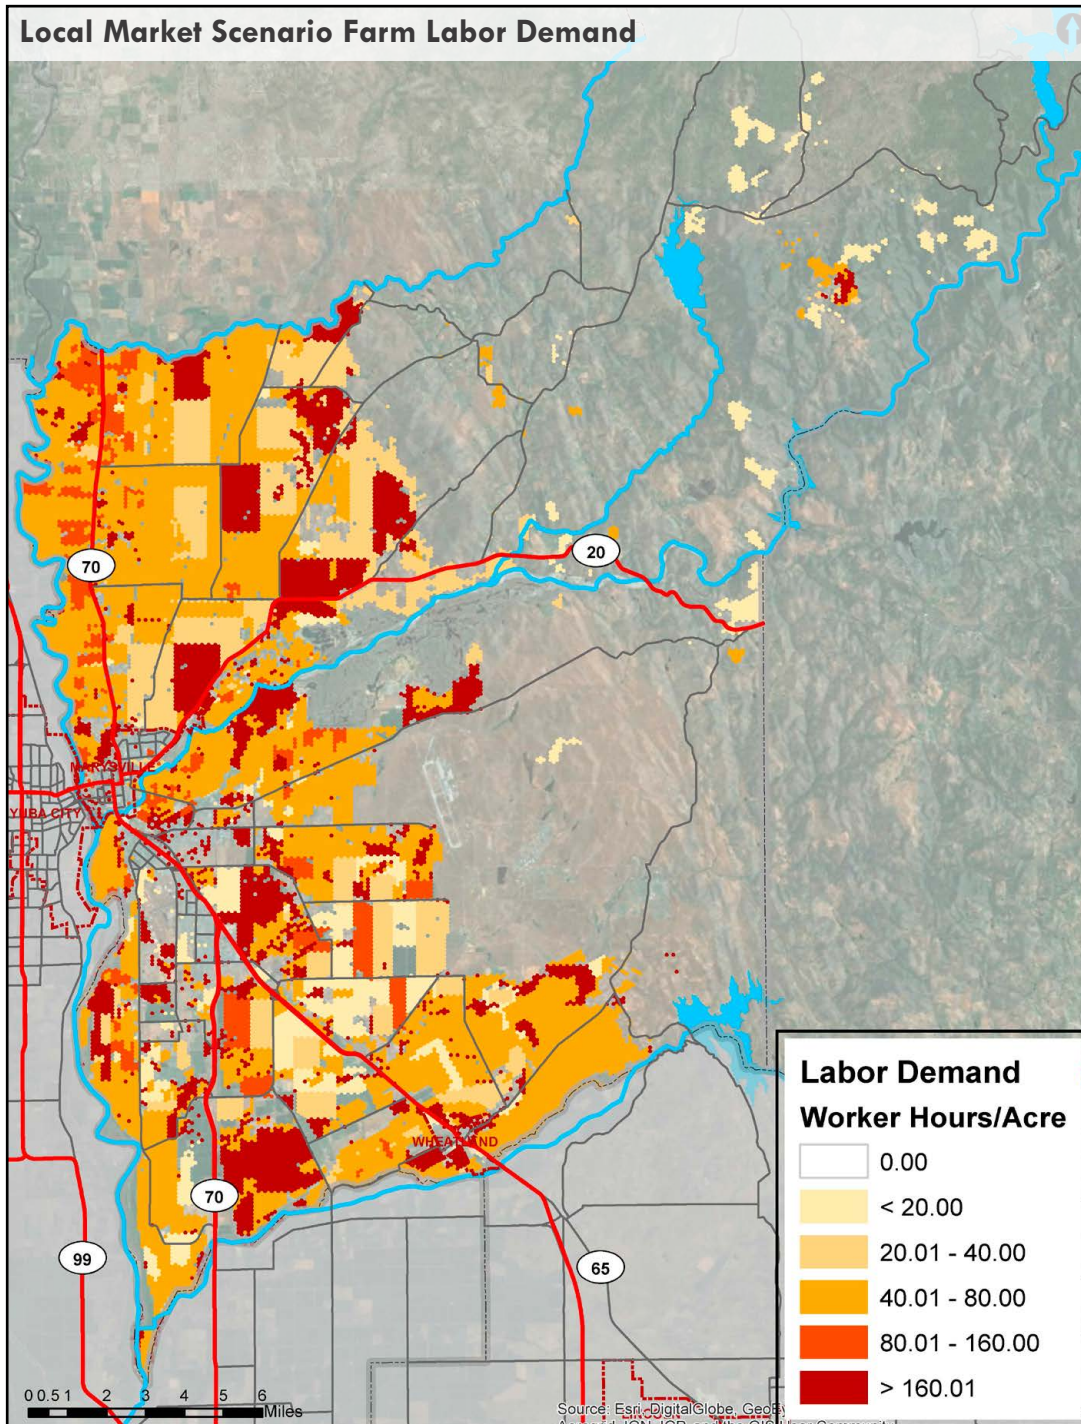 Local Market Scenario Farm Labor Demand
20
70
MARYSVILLE
YUBA CITY
WHEATLAND
70
99
65
Labor Demand
Worker Hours/Acre
0.00
< 20.00
20.01 - 40.00
40.01 - 80.00
80.01 - 160.00
> 160.01
0 0.5 1 2 3 4 5 6
Miles
Source: Esri, DigitalGlobe, GeoEy
LINCOLN